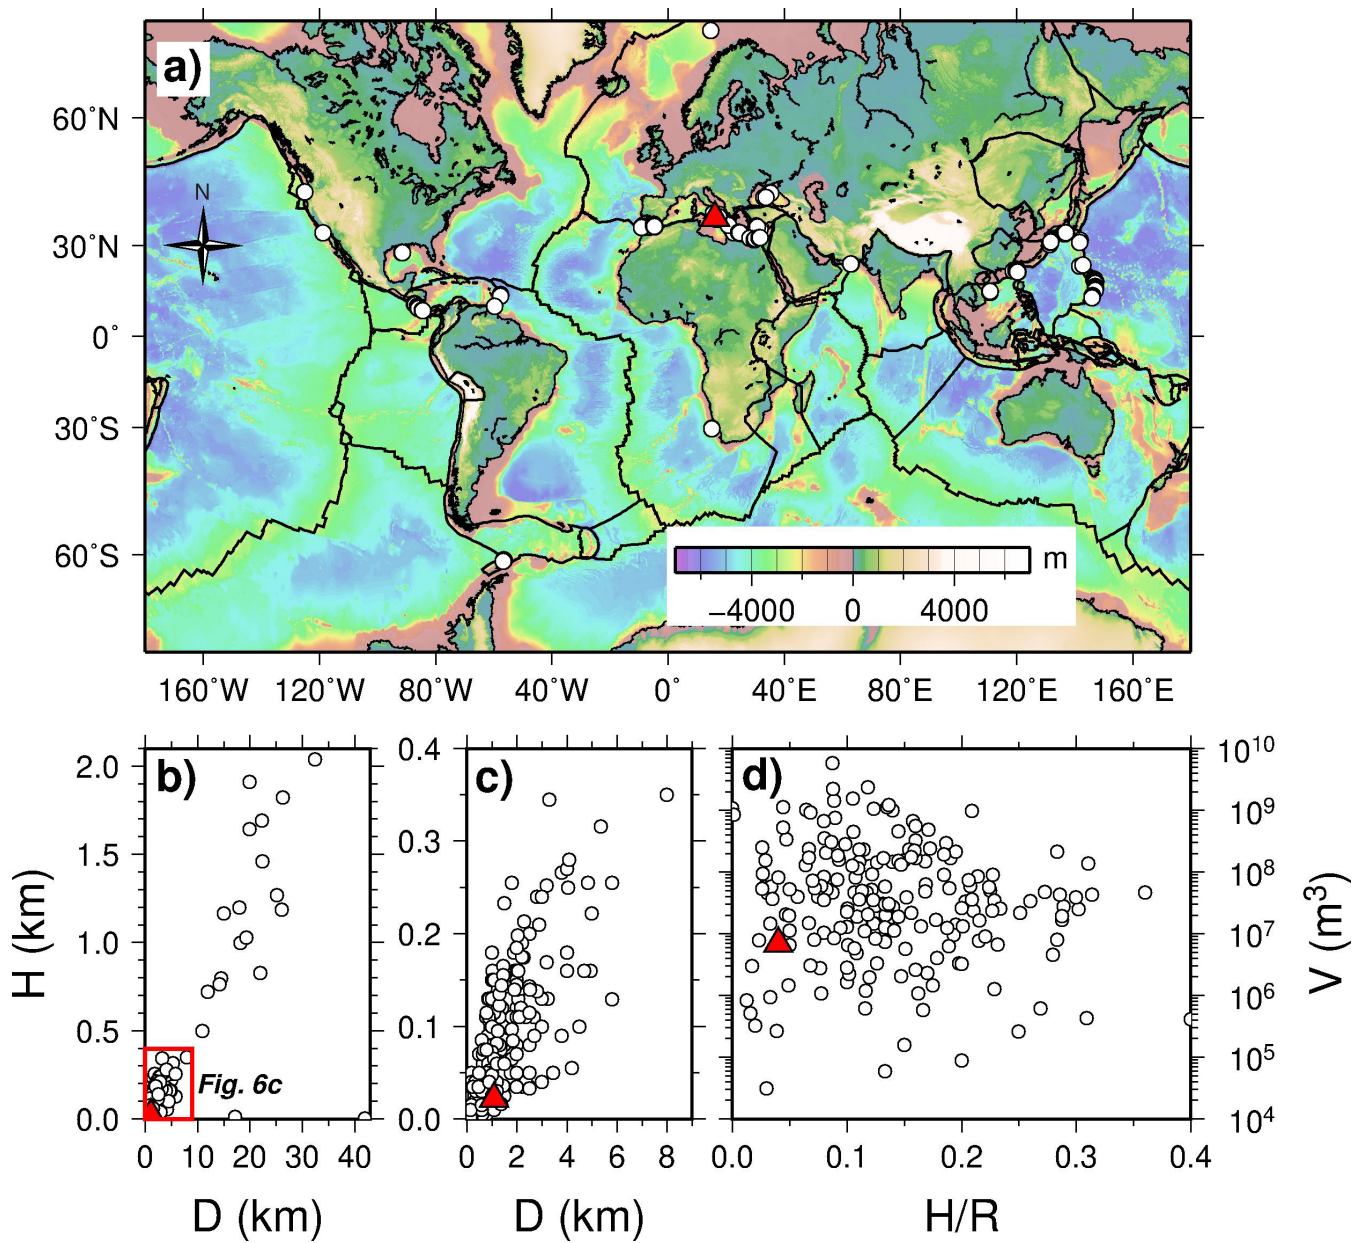 a)
N
60°N
30°N
0°
30°S
60°S
m
−4000 0 4000
160°W 120°W 80°W 40°W 0° 40°E 80°E 120°E 160°E
b)
H (km)
2.0
1.5
1.0
0.5
0.0
Fig. 6c
0 10 20 30 40
D (km)
c)
0.4
0.3
0.2
0.1
0.0
0 2 4 6 8
D (km)
d)
10^10
10^9
10^8
10^7
10^6
10^5
10^4
V (m³)
0.0 0.1 0.2 0.3 0.4
H/R